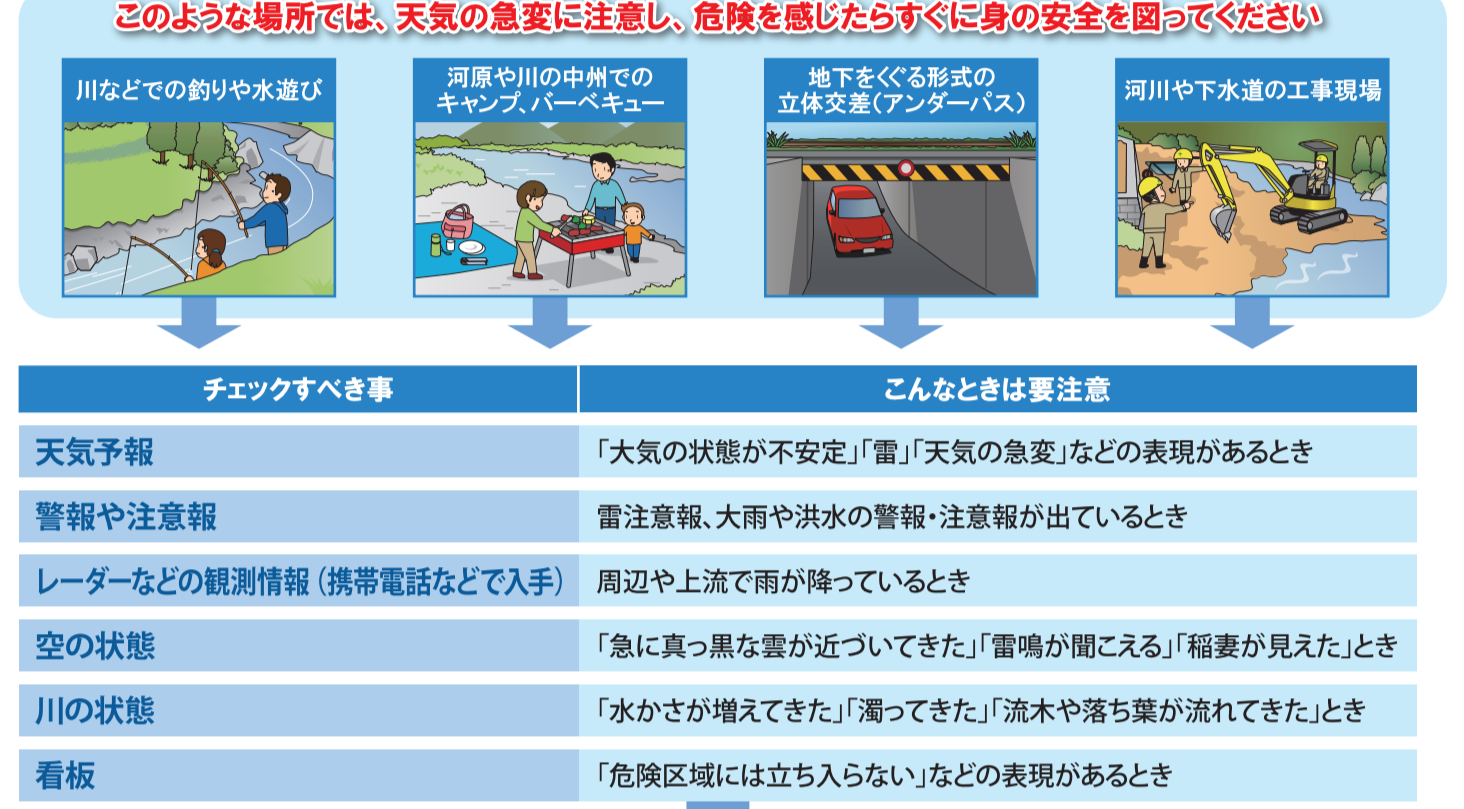 このような場所では、天気の急変に注意し、危険を感じたらすぐに身の安全を図ってください
川などでの釣りや水遊び
河原や川の中州での
キャンプ、バーベキュー
地下をくぐる形式の
立体交差（アンダーパス）
河川や下水道の工事現場
チェックすべき事
こんなときは要注意
天気予報
「大気の状態が不安定」「雷」「天気の急変」などの表現があるとき
警報や注意報
雷注意報、大雨や洪水の警報・注意報が出ているとき
レーダーなどの観測情報（携帯電話などで入手）
周辺や上流で雨が降っているとき
空の状態
「急に真っ黒な雲が近づいてきた」「雷鳴が聞こえる」「稲妻が見えた」とき
川の状態
「水かさが増えてきた」「濁ってきた」「流木や落ち葉が流れてきた」とき
看板
「危険区域には立ち入らない」などの表現があるとき